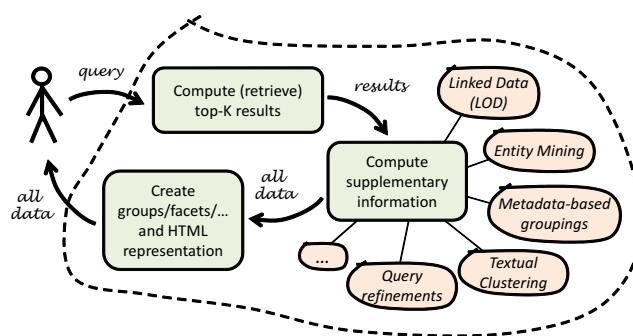 query
Compute (retrieve)
top-K results
results
Linked Data
(LOD)
Entity Mining
Metadata-based
groupings
Textual
Clustering
Query
refinements
...
Compute
supplementary
information
all
data
Create
groups/facets/...
and HTML
representation
all
data